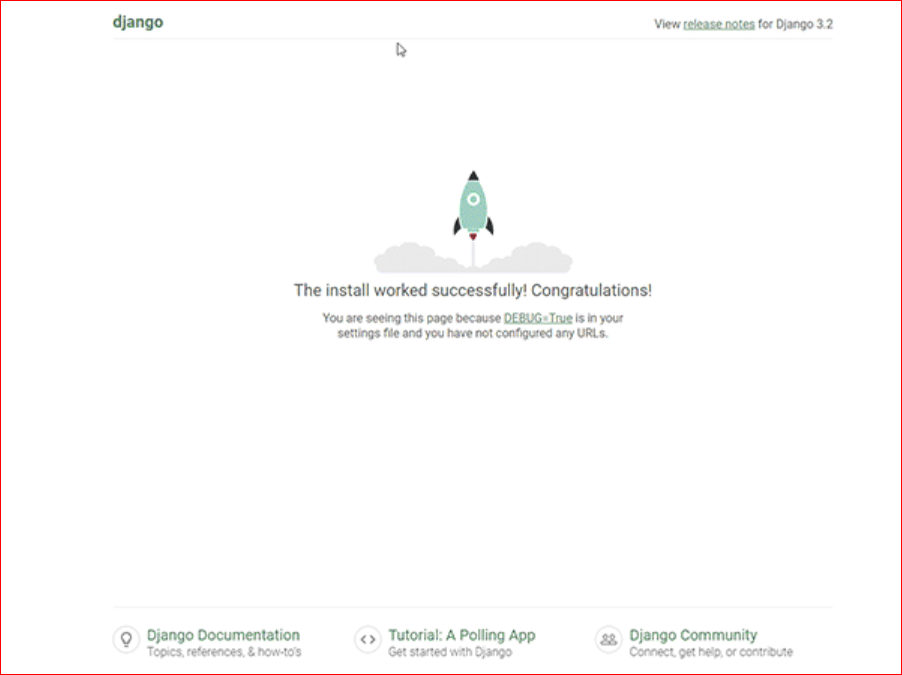 django
View release notes for Django 3.2
The install worked successfully! Congratulations!
You are seeing this page because DEBUG=True is in your
settings file and you have not configured any URLs.
Django Documentation
Topics, references, & how-to's
Tutorial: A Polling App
Get started with Django
Django Community
Connect, get help, or contribute